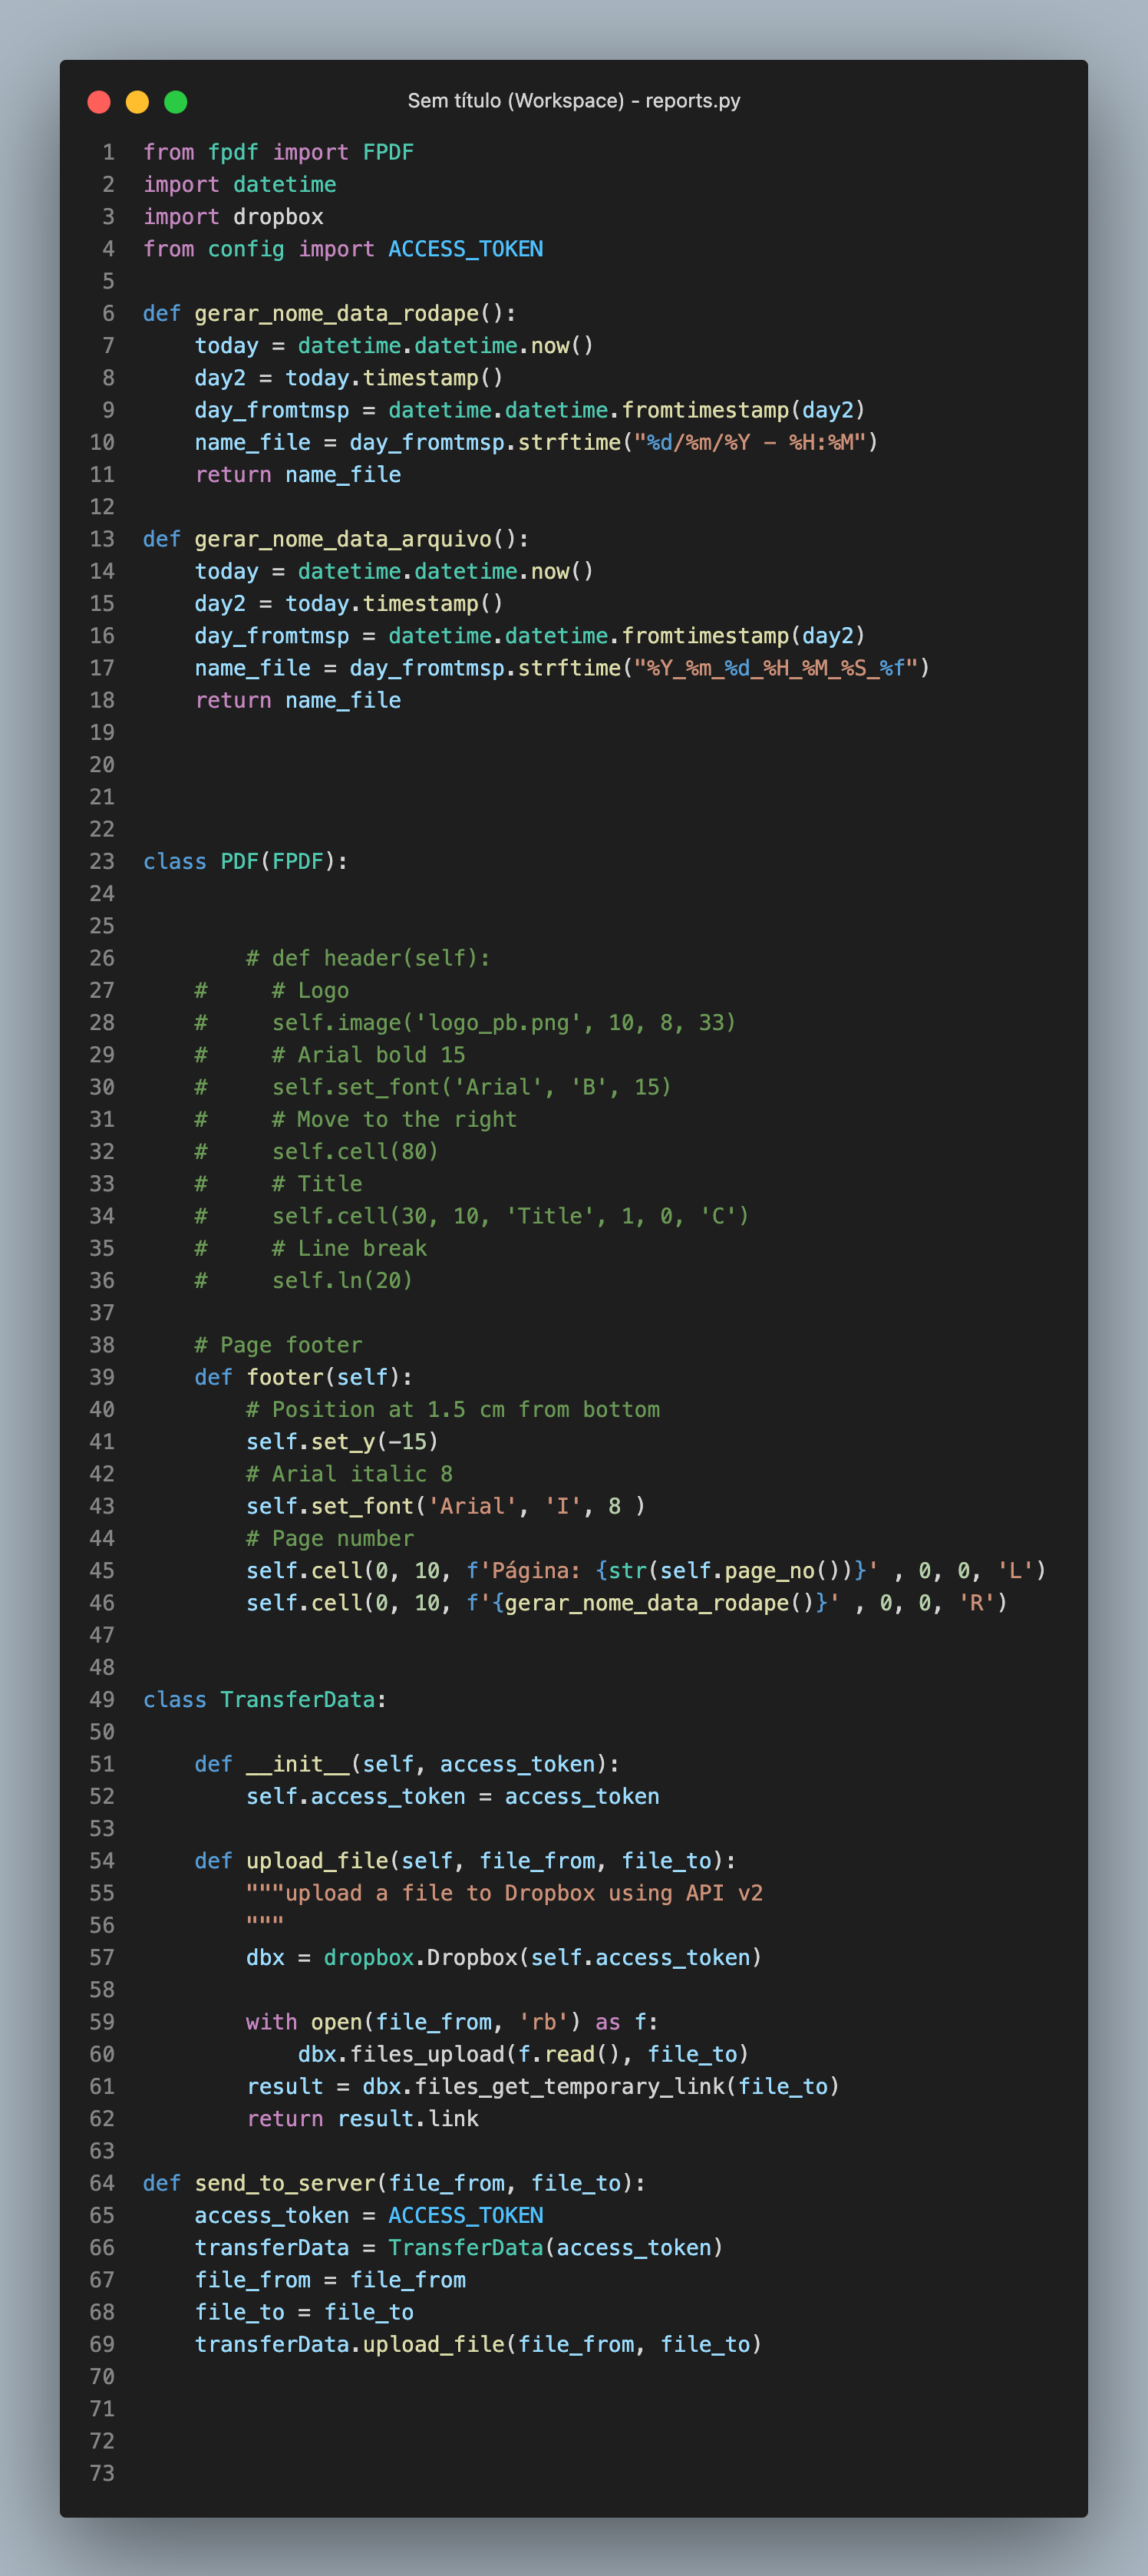 Sem título (Workspace) - reports.py
1 from fpdf import FPDF
2 import datetime
3 import dropbox
4 from config import ACCESS_TOKEN
5
6 def gerar_nome_data_rodape():
7     today = datetime.datetime.now()
8     day2 = today.timestamp()
9     day_fromtmsp = datetime.datetime.fromtimestamp(day2)
10     name_file = day_fromtmsp.strftime("%d/%m/%Y - %H:%M")
11     return name_file
12
13 def gerar_nome_data_arquivo():
14     today = datetime.datetime.now()
15     day2 = today.timestamp()
16     day_fromtmsp = datetime.datetime.fromtimestamp(day2)
17     name_file = day_fromtmsp.strftime("%Y_%m_%d_%H_%M_%S_%f")
18     return name_file
19
20
21
22
23 class PDF(FPDF):
24
25
26         # def header(self):
27     #     # Logo
28     #     self.image('logo_pb.png', 10, 8, 33)
29     #     # Arial bold 15
30     #     self.set_font('Arial', 'B', 15)
31     #     # Move to the right
32     #     self.cell(80)
33     #     # Title
34     #     self.cell(30, 10, 'Title', 1, 0, 'C')
35     #     # Line break
36     #     self.ln(20)
37
38     # Page footer
39     def footer(self):
40         # Position at 1.5 cm from bottom
41         self.set_y(-15)
42         # Arial italic 8
43         self.set_font('Arial', 'I', 8 )
44         # Page number
45         self.cell(0, 10, f'Página: {str(self.page_no())}' , 0, 0, 'L')
46         self.cell(0, 10, f'{gerar_nome_data_rodape()}' , 0, 0, 'R')
47
48
49 class TransferData:
50
51     def __init__(self, access_token):
52         self.access_token = access_token
53
54     def upload_file(self, file_from, file_to):
55         """upload a file to Dropbox using API v2
56         """
57         dbx = dropbox.Dropbox(self.access_token)
58
59         with open(file_from, 'rb') as f:
60             dbx.files_upload(f.read(), file_to)
61         result = dbx.files_get_temporary_link(file_to)
62         return result.link
63
64 def send_to_server(file_from, file_to):
65     access_token = ACCESS_TOKEN
66     transferData = TransferData(access_token)
67     file_from = file_from
68     file_to = file_to
69     transferData.upload_file(file_from, file_to)
70
71
72
73